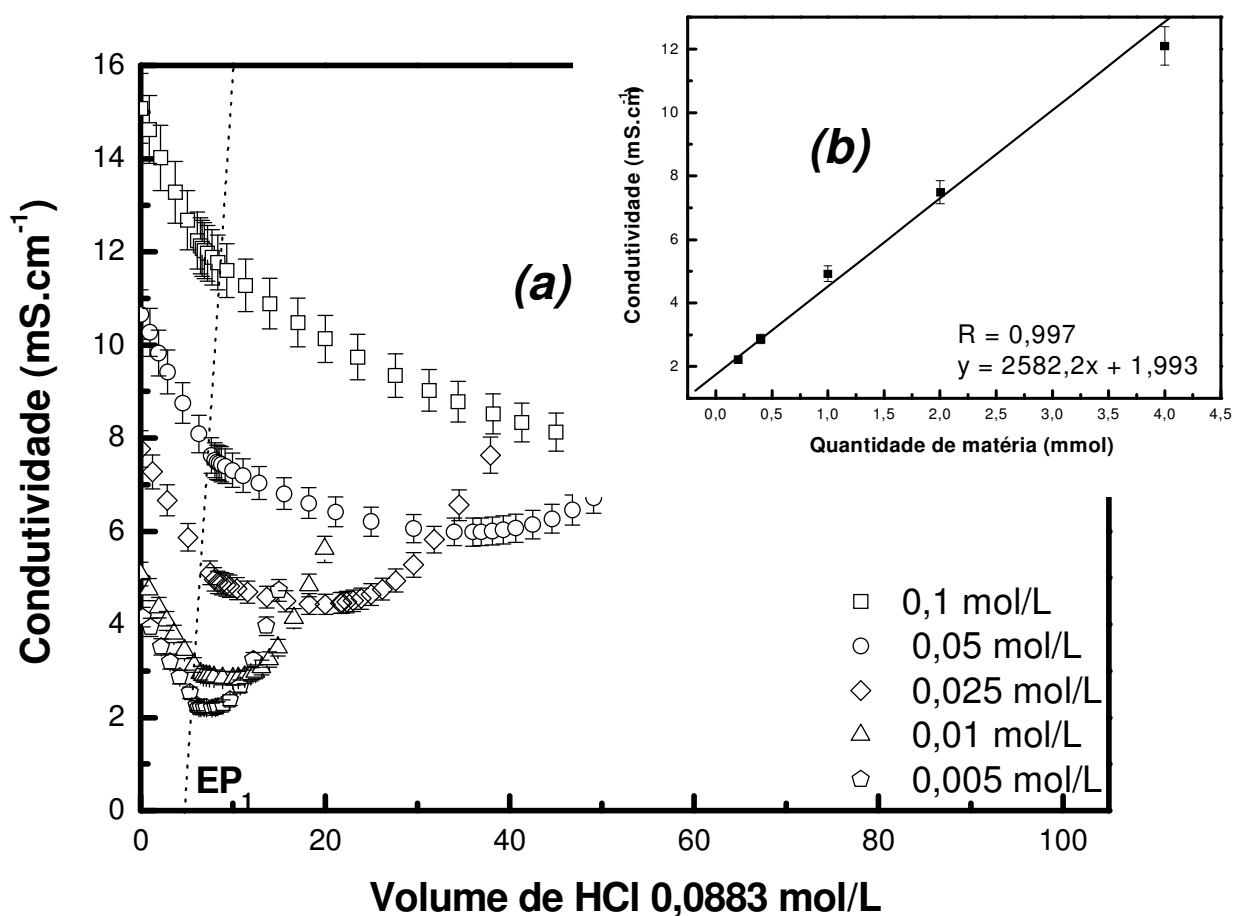 16
14
12
10
8
6
4
2
0
0
20
40
60
80
100
Condutividade (mS.cm-1)
Volume de HCl 0,0883 mol/L
(a)
EP1
0,1 mol/L
0,05 mol/L
0,025 mol/L
0,01 mol/L
0,005 mol/L
12
10
8
6
4
2
0,0
0,5
1,0
1,5
2,0
2,5
3,0
3,5
4,0
4,5
Condutividade (mS.cm-1)
Quantidade de matéria (mmol)
(b)
R = 0,997
y = 2582,2x + 1,993